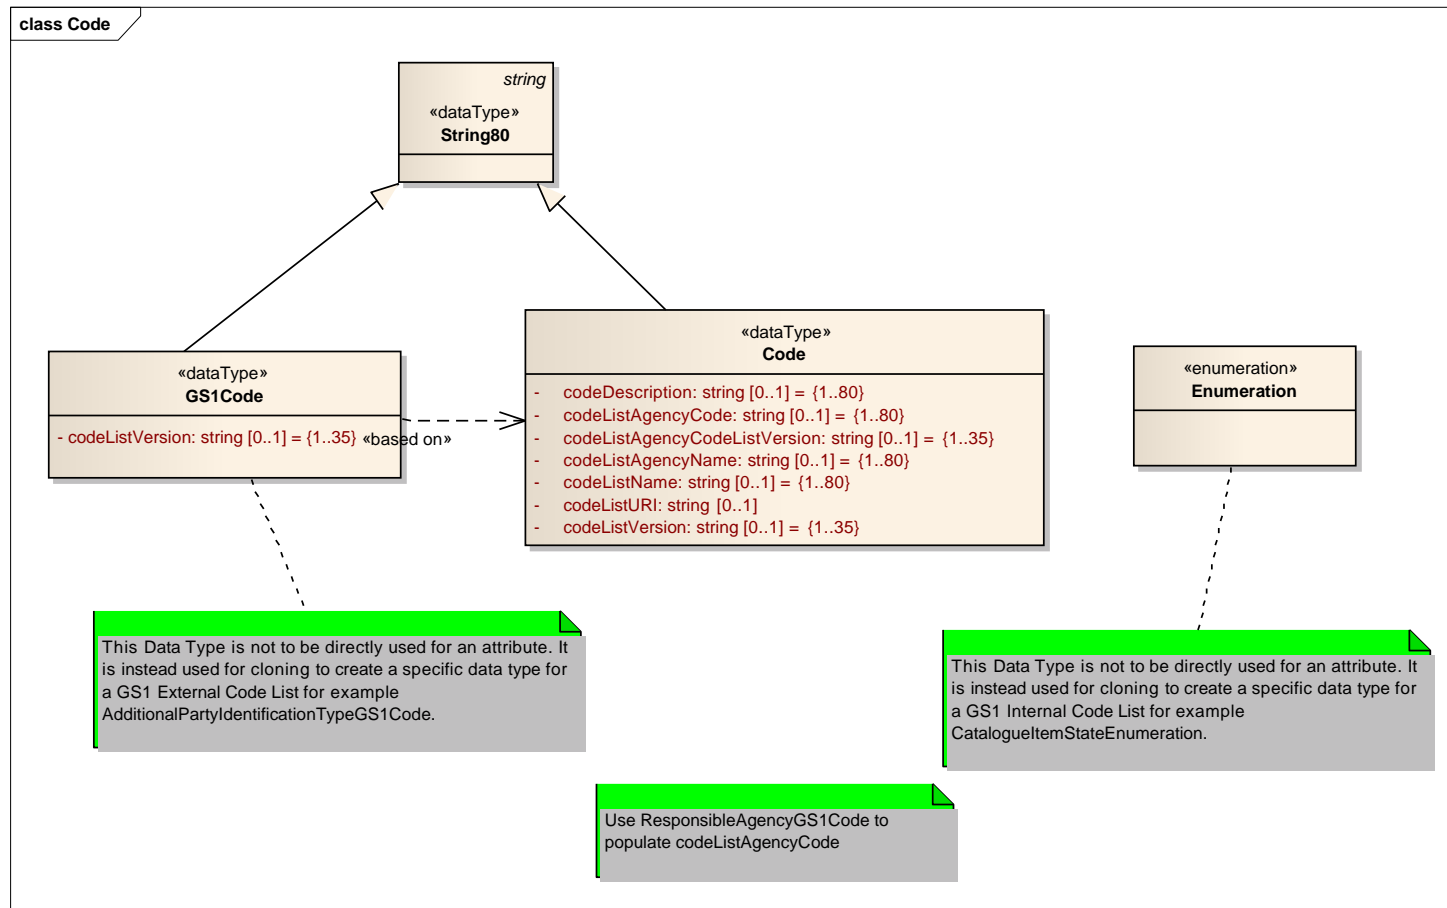 class Code
string
«dataType»
String80
«dataType»
GS1Code
- codeListVersion: string [0..1] = {1..35}
«based on»
«dataType»
Code
- codeDescription: string [0..1] = {1..80}
- codeListAgencyCode: string [0..1] = {1..80}
- codeListAgencyCodeListVersion: string [0..1] = {1..35}
- codeListAgencyName: string [0..1] = {1..80}
- codeListName: string [0..1] = {1..80}
- codeListURI: string [0..1]
- codeListVersion: string [0..1] = {1..35}
«enumeration»
Enumeration
This Data Type is not to be directly used for an attribute. It
is instead used for cloning to create a specific data type for
a GS1 External Code List for example
AdditionalPartyIdentificationTypeGS1Code.
This Data Type is not to be directly used for an attribute. It
is instead used for cloning to create a specific data type for
a GS1 Internal Code List for example
CatalogueItemStateEnumeration.
Use ResponsibleAgencyGS1Code to
populate codeListAgencyCode